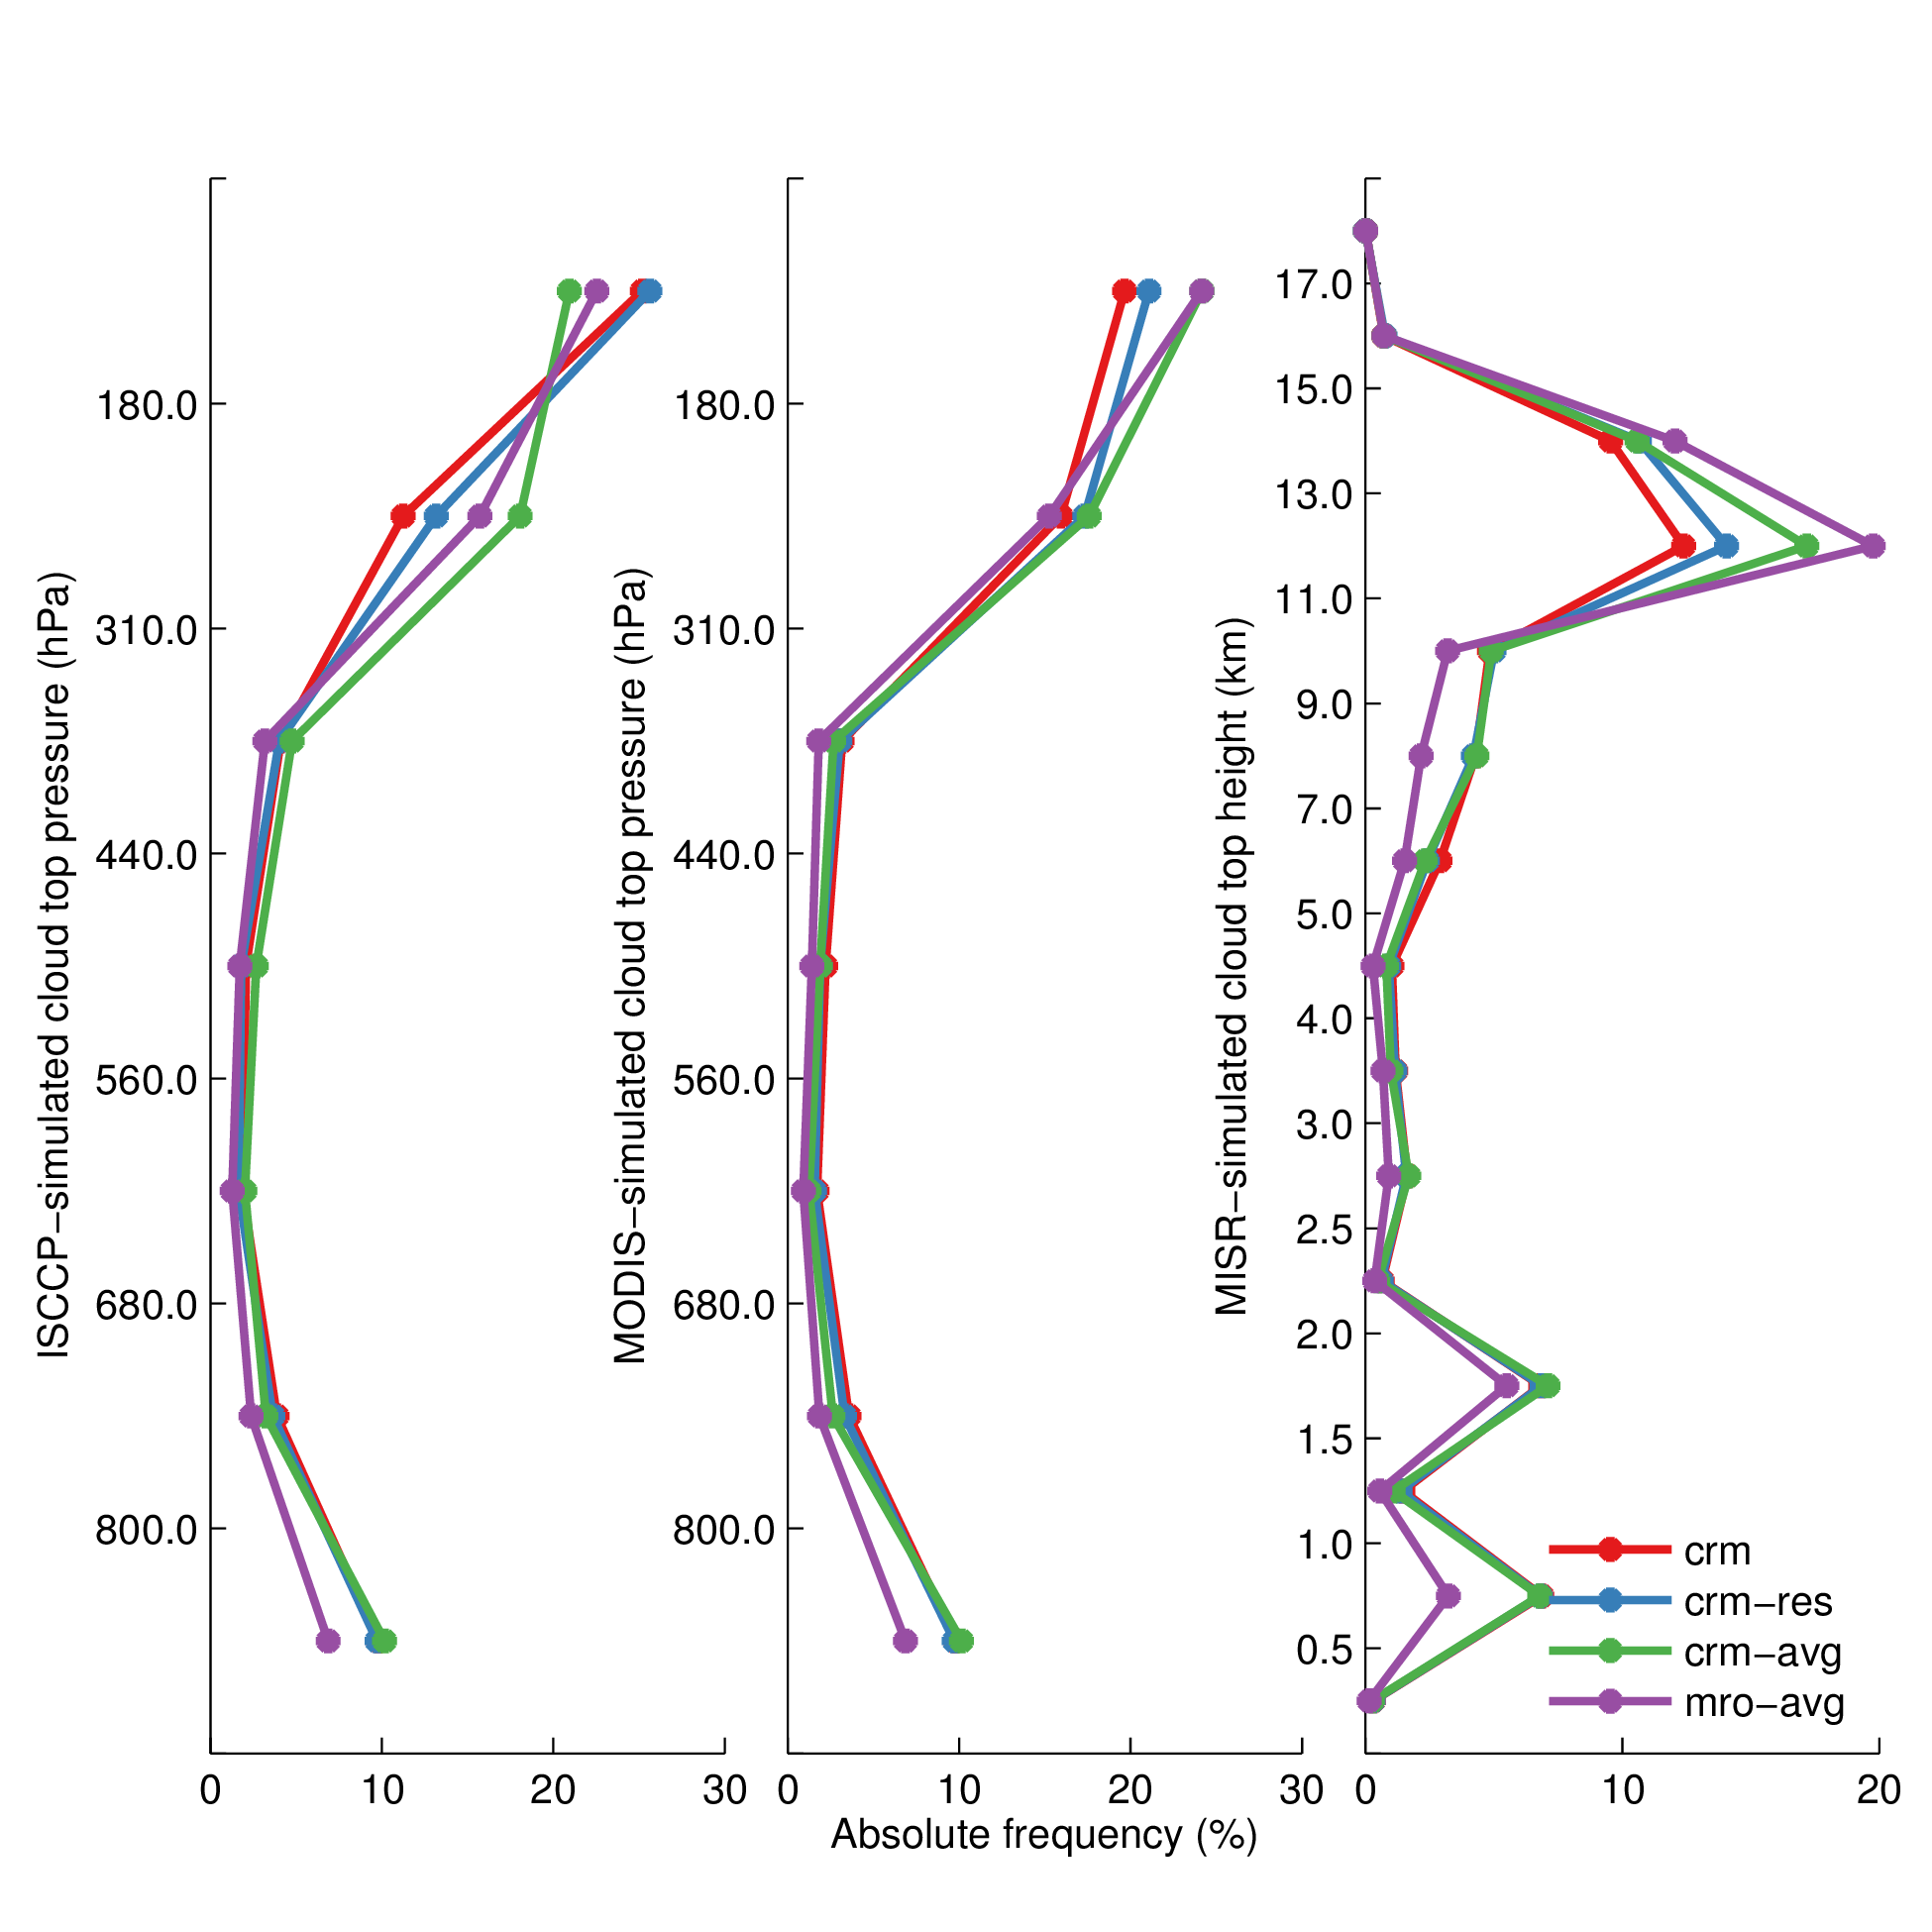 ISCCP−simulated cloud top pressure (hPa)
180.0
310.0
440.0
560.0
680.0
800.0
0 10 20 30
MODIS−simulated cloud top pressure (hPa)
180.0
310.0
440.0
560.0
680.0
800.0
0 10 20 30
MISR−simulated cloud top height (km)
17.0
15.0
13.0
11.0
9.0
7.0
5.0
4.0
3.0
2.5
2.0
1.5
1.0
0.5
0 10 20
crm
crm−res
crm−avg
mro−avg
Absolute frequency (%)